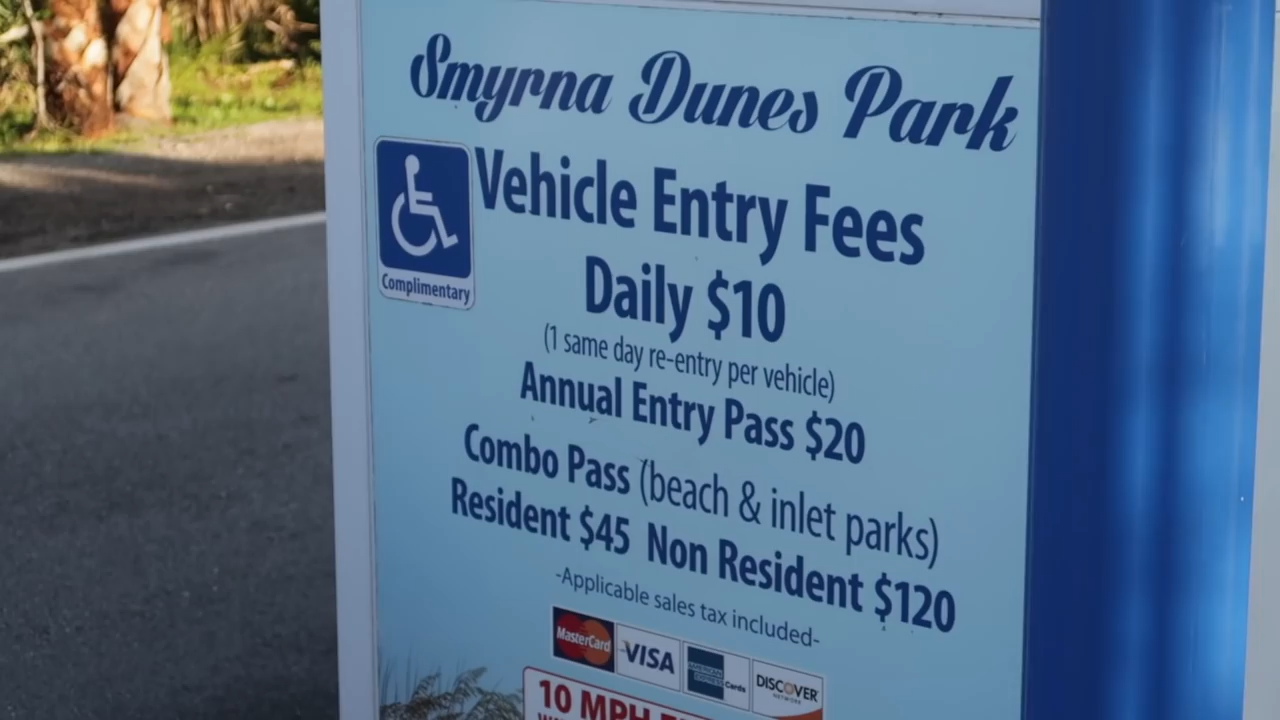 Smyrna Dunes Park
Vehicle Entry Fees
Complimentary
Daily $10
(1 same day re-entry per vehicle)
Annual Entry Pass $20
Combo Pass (beach & inlet parks)
Resident $45 Non Resident $120
-Applicable sales tax included-
MasterCard VISA AMERICAN EXPRESS Cards DISCOVER NETWORK
10 MPH